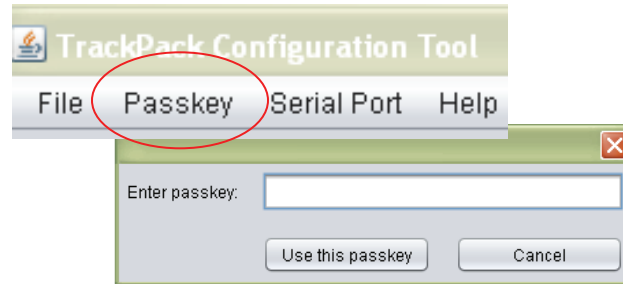 TrackPack Configuration Tool
File Passkey Serial Port Help
Enter passkey:
Use this passkey Cancel